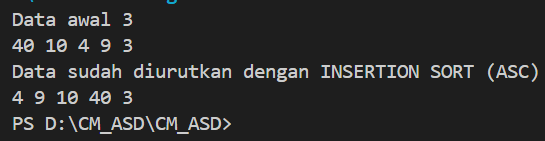 Data awal 3
40 10 4 9 3
Data sudah diurutkan dengan INSERTION SORT (ASC)
4 9 10 40 3
PS D:\CM_ASD\CM_ASD>